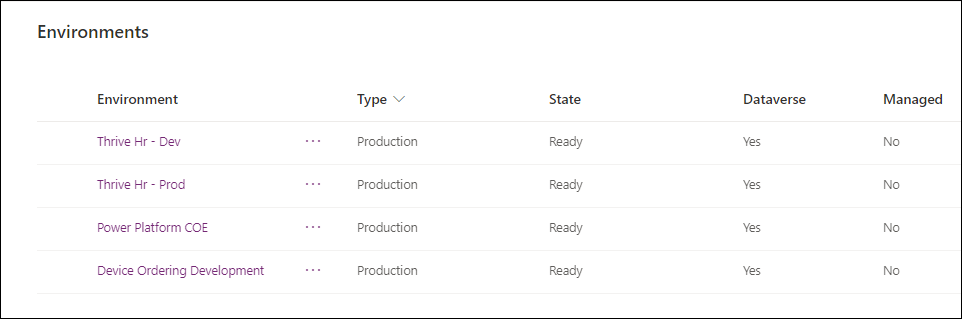 Environments
Environment Type State Dataverse Managed
Thrive Hr - Dev ··· Production Ready Yes No
Thrive Hr - Prod ··· Production Ready Yes No
Power Platform COE ··· Production Ready Yes No
Device Ordering Development ··· Production Ready Yes No